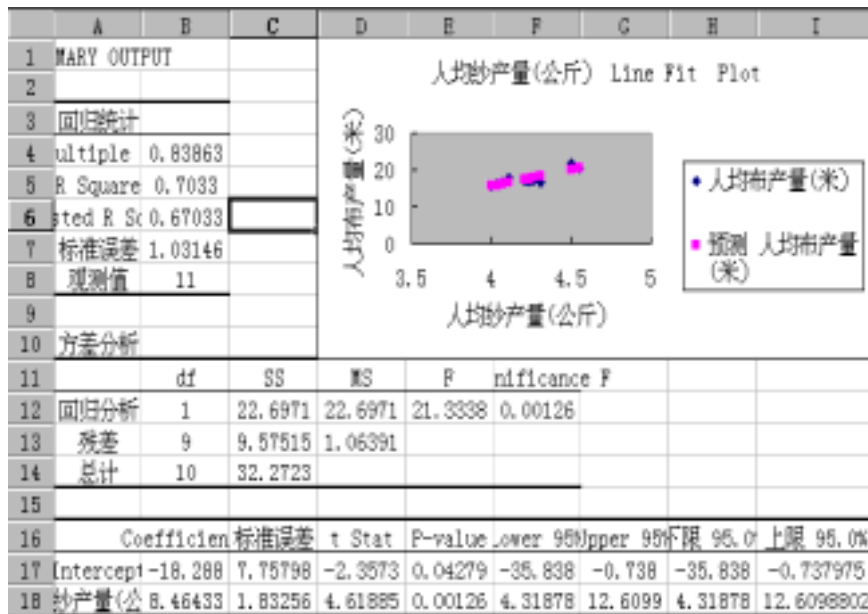 A B C D E F G H I
1 MARY OUTPUT
人均纱产量(公斤) Line Fit Plot
2
3 回归统计
4 ultiple 0.83863
5 R Square 0.7033
6 sted R Sq 0.67033
7 标准误差 1.03146
8 观测值 11
人均布产量(米)
30
20
10
0
3.5 4 4.5 5
人均纱产量(公斤)
人均布产量(米)
预测 人均布产量
(米)
9
10 方差分析
11 df SS MS F nificance F
12 回归分析 1 22.6971 22.6971 21.3338 0.00126
13 残差 9 9.57515 1.06391
14 总计 10 32.2723
15
16 Coefficien 标准误差 t Stat P-value Lower 95% Upper 95% 下限 95.0% 上限 95.0%
17 Intercept -18.288 7.75798 -2.3573 0.04279 -35.838 -0.738 -35.838 -0.737975
18 纱产量(公 8.46433 1.83256 4.61885 0.00126 4.31878 12.6099 4.31878 12.609880